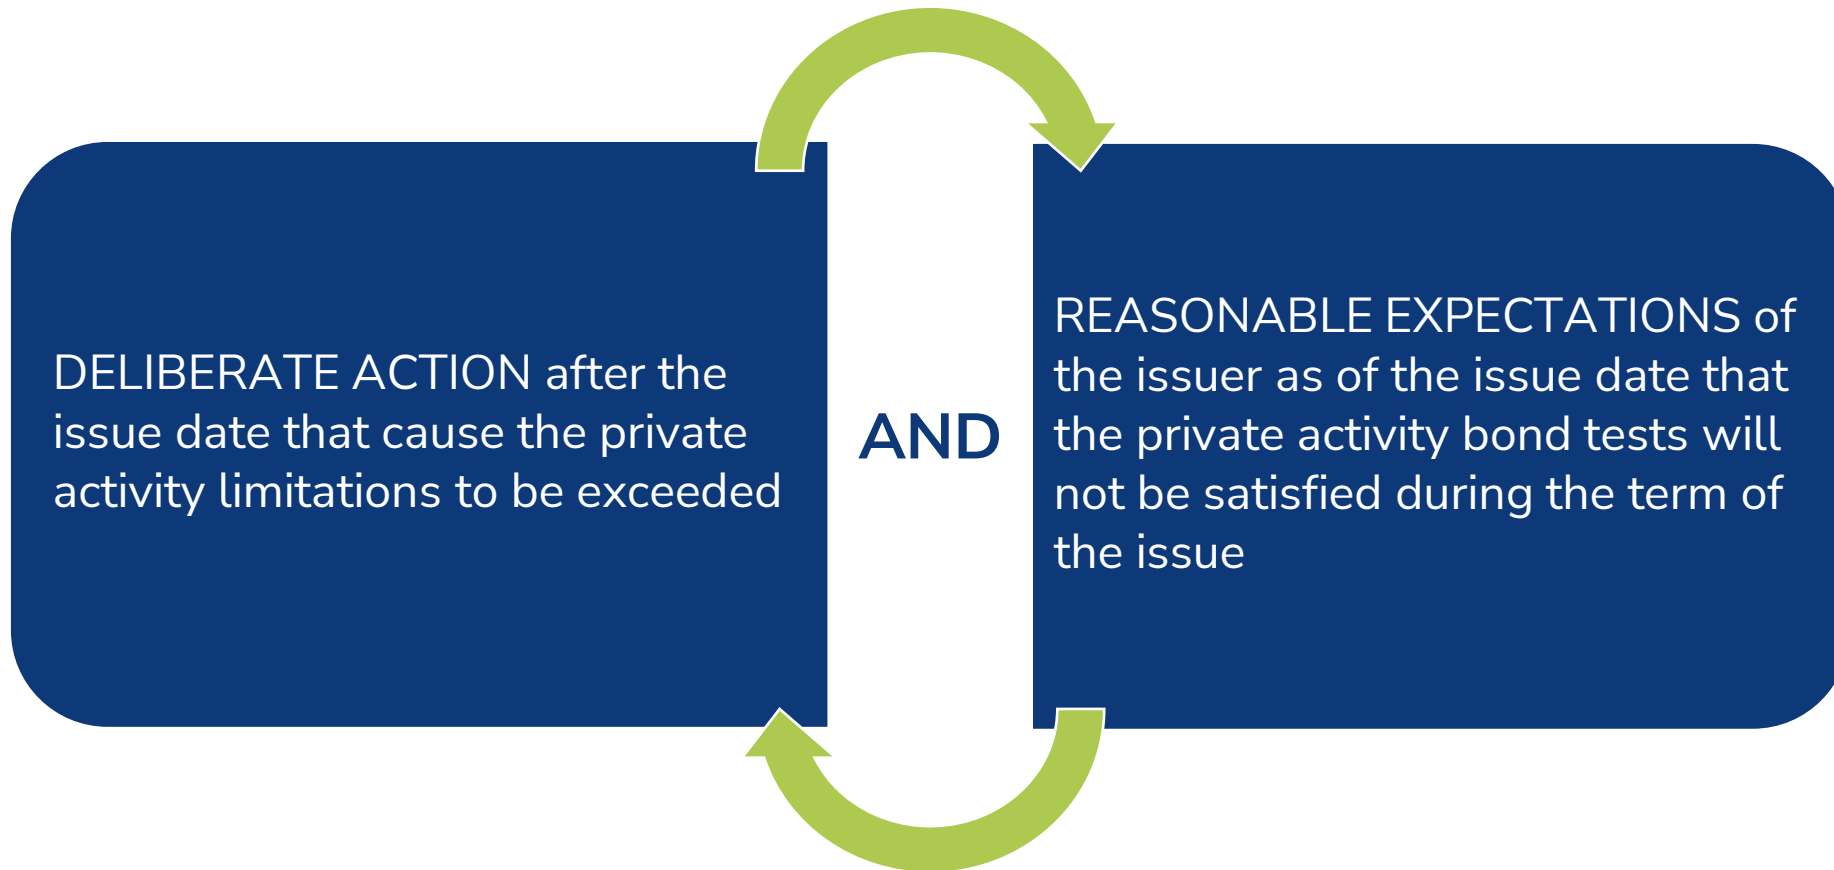 DELIBERATE ACTION after the
issue date that cause the private
activity limitations to be exceeded
AND
REASONABLE EXPECTATIONS of
the issuer as of the issue date that
the private activity bond tests will
not be satisfied during the term of
the issue